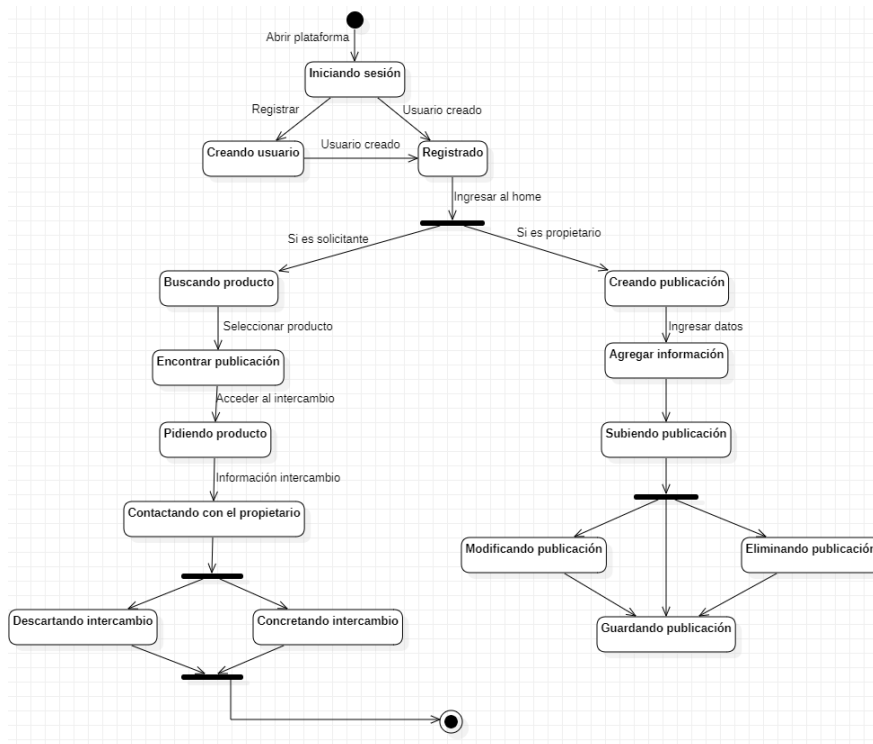 Abrir plataforma
Iniciando sesión
Registrar
Usuario creado
Creando usuario
Usuario creado
Registrado
Ingresar al home
Si es solicitante
Si es propietario
Buscando producto
Creando publicación
Seleccionar producto
Ingresar datos
Encontrar publicación
Agregar información
Acceder al intercambio
Pidiendo producto
Subiendo publicación
Información intercambio
Contactando con el propietario
Modificando publicación
Eliminando publicación
Descartando intercambio
Concretando intercambio
Guardando publicación